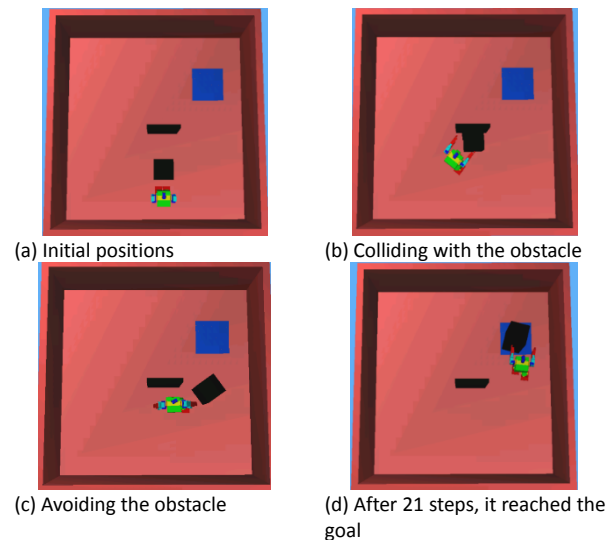 (a) Initial positions
(b) Colliding with the obstacle
(c) Avoiding the obstacle
(d) After 21 steps, it reached the
goal